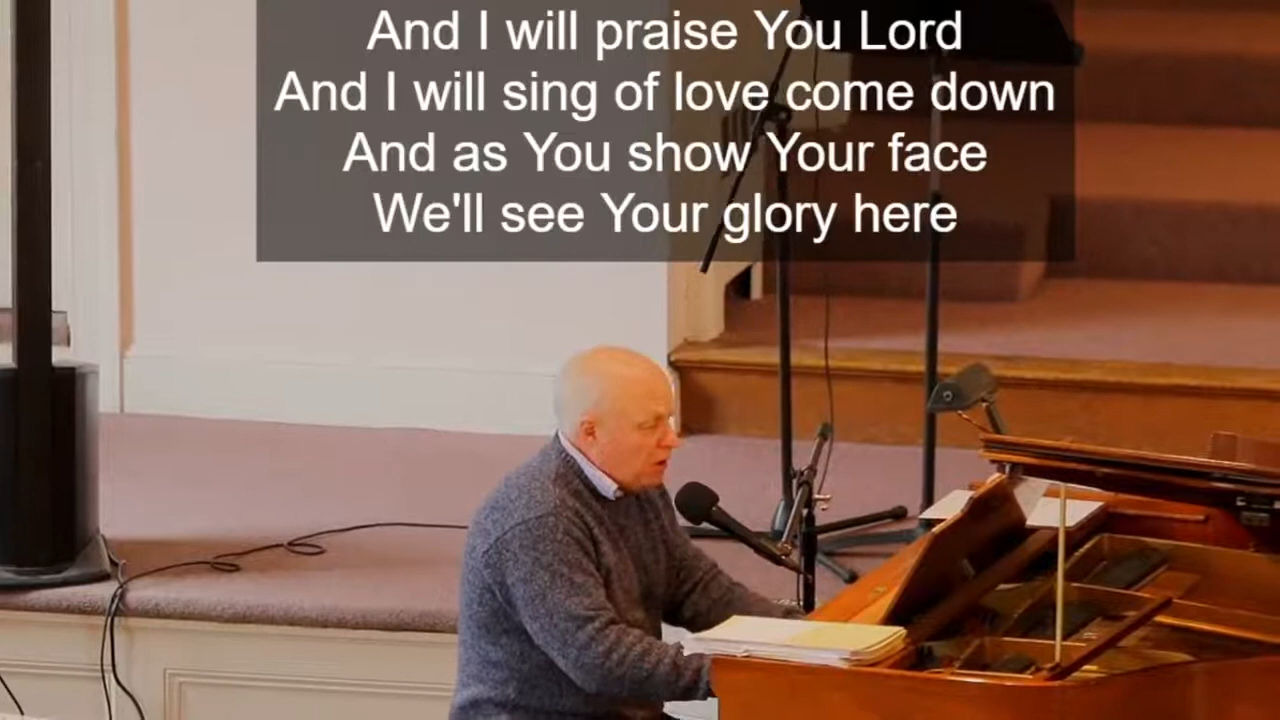 And I will praise You Lord
And I will sing of love come down
And as You show Your face
We'll see Your glory here